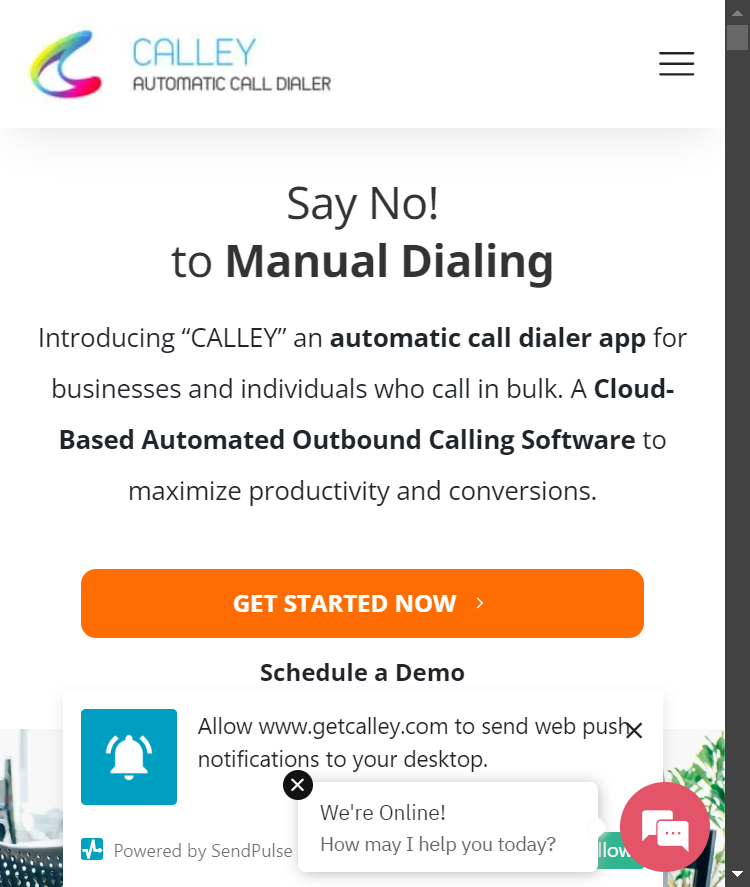 CALLEY
AUTOMATIC CALL DIALER
Say No!
to Manual Dialing
Introducing “CALLEY” an automatic call dialer app for
businesses and individuals who call in bulk. A Cloud-
Based Automated Outbound Calling Software to
maximize productivity and conversions.
GET STARTED NOW
Schedule a Demo
Allow www.getcalley.com to send web push
notifications to your desktop.
We're Online!
How may I help you today?
Powered by SendPulse